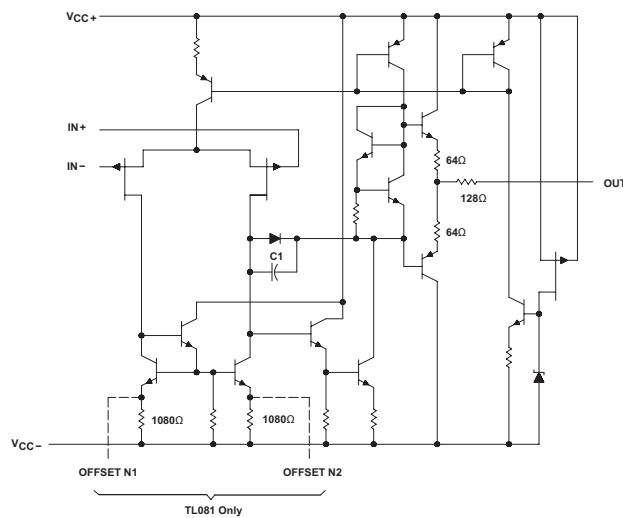 VCC+
IN+
IN−
64Ω
128Ω
OUT
64Ω
C1
1080Ω
1080Ω
VCC−
OFFSET N1
OFFSET N2
TL081 Only